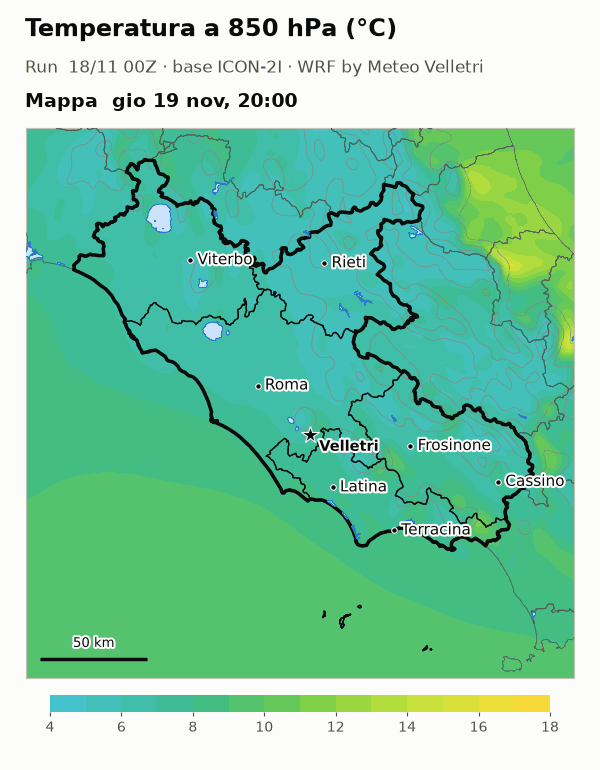 Temperatura a 850 hPa (°C)
Run  18/11 00Z · base ICON-2I · WRF by Meteo Velletri
Mappa  gio 19 nov, 20:00
Viterbo
Rieti
Roma
Velletri
Frosinone
Cassino
Latina
Terracina
50 km
4 6 8 10 12 14 16 18